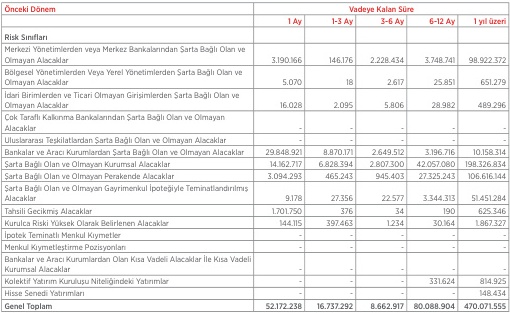 Önceki Dönem Vadeye Kalan Süre
1 Ay 1-3 Ay 3-6 Ay 6-12 Ay 1 yıl üzeri
Risk Sınıfları
Merkezi Yönetimlerden veya Merkez Bankalarından Şarta Bağlı Olan ve
Olmayan Alacaklar 3.190.166 146.176 2.228.434 3.748.741 98.922.372
Bölgesel Yönetimlerden Veya Yerel Yönetimlerden Şarta Bağlı Olan ve
Olmayan Alacaklar 5.070 18 2.617 25.851 651.279
İdari Birimlerden ve Ticari Olmayan Girişimlerden Şarta Bağlı Olan ve
Olmayan Alacaklar 16.028 2.095 5.806 28.982 489.296
Çok Taraflı Kalkınma Bankalarından Şarta Bağlı Olan ve Olmayan
Alacaklar - - - - -
Uluslararası Teşkilatlardan Şarta Bağlı Olan ve Olmayan Alacaklar - - - - -
Bankalar ve Aracı Kurumlardan Şarta Bağlı Olan ve Olmayan Alacaklar 29.848.921 8.870.171 2.649.512 3.196.716 10.158.314
Şarta Bağlı Olan ve Olmayan Kurumsal Alacaklar 14.162.717 6.828.394 2.807.300 42.057.080 198.326.834
Şarta Bağlı Olan ve Olmayan Perakende Alacaklar 3.094.293 465.243 945.403 27.325.243 106.616.144
Şarta Bağlı Olan ve Olmayan Gayrimenkul İpoteğiyle Teminatlandırılmış
Alacaklar 9.178 27.356 22.577 3.344.313 51.451.284
Tahsili Gecikmiş Alacaklar 1.701.750 376 34 190 625.346
Kurulca Riski Yüksek Olarak Belirlenen Alacaklar 144.115 397.463 1.234 30.164 1.867.327
İpotek Teminatlı Menkul Kıymetler - - - - -
Menkul Kıymetleştirme Pozisyonları - - - - -
Bankalar ve Aracı Kurumlardan Olan Kısa Vadeli Alacaklar İle Kısa Vadeli
Kurumsal Alacaklar - - - - -
Kolektif Yatırım Kuruluşu Niteliğindeki Yatırımlar - - - 331.624 814.925
Hisse Senedi Yatırımları - - - - 148.434
Genel Toplam 52.172.238 16.737.292 8.662.917 80.088.904 470.071.555